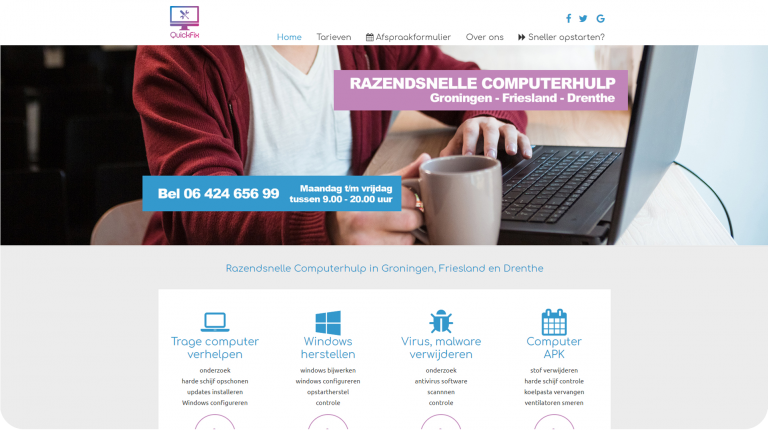 QuickFix
Home Tarieven Afspraakformulier Over ons Sneller opstarten?
RAZENDSNELLE COMPUTERHULP
Groningen - Friesland - Drenthe
Bel 06 424 656 99
Maandag t/m vrijdag
tussen 9.00 - 20.00 uur
Razendsnelle Computerhulp in Groningen, Friesland en Drenthe
Trage computer
verhelpen
onderzoek
harde schijf opschonen
updates installeren
Windows configureren
Windows
herstellen
windows bijwerken
windows configureren
opstartherstel
controle
Virus, malware
verwijderen
onderzoek
antivirus software
scannnen
controle
Computer
APK
stof verwijderen
harde schijf controle
koelpasta vervangen
ventilatoren smeren